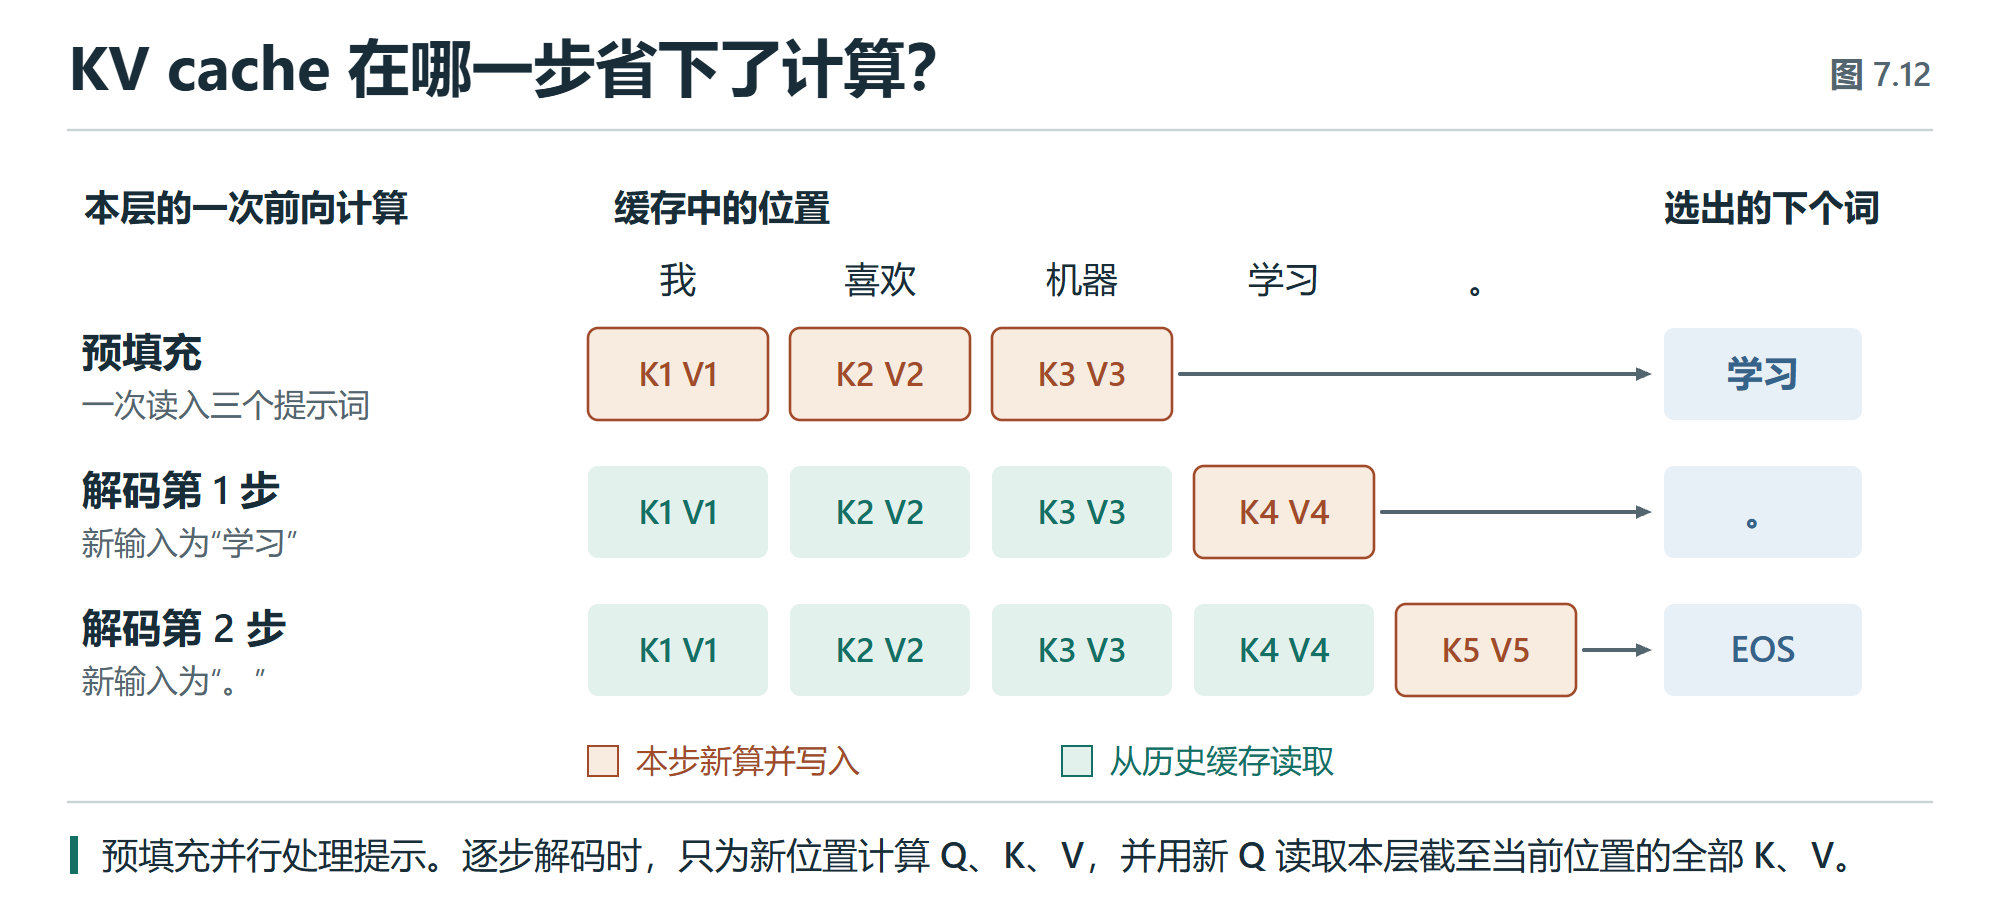 KV cache 在哪一步省下了计算？
图 7.12
本层的一次前向计算
缓存中的位置
选出的下个词
我 喜欢 机器 学习 。
预填充
一次读入三个提示词
K1 V1 K2 V2 K3 V3 学习
解码第 1 步
新输入为“学习”
K1 V1 K2 V2 K3 V3 K4 V4 。
解码第 2 步
新输入为“。”
K1 V1 K2 V2 K3 V3 K4 V4 K5 V5 EOS
本步新算并写入
从历史缓存读取
预填充并行处理提示。逐步解码时，只为新位置计算 Q、K、V，并用新 Q 读取本层截至当前位置的全部 K、V。